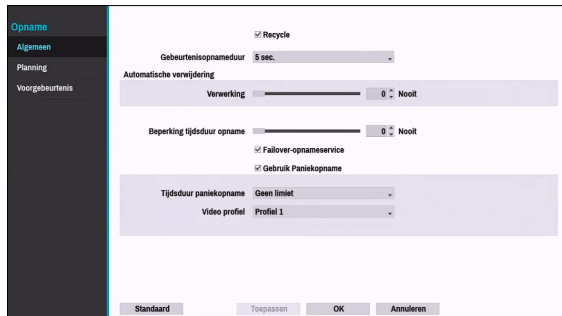 Opname
Algemeen
Planning
Voorgebeurtenis
Recycle
Gebeurtenisopnameduur 5 sec.
Automatische verwijdering
Verwerking 0 Nooit
Beperking tijdsduur opname 0 Nooit
Failover-opnameservice
Gebruik Paniekopname
Tijdsduur paniekopname Geen limiet
Video profiel Profiel 1
Standaard Toepassen OK Annuleren